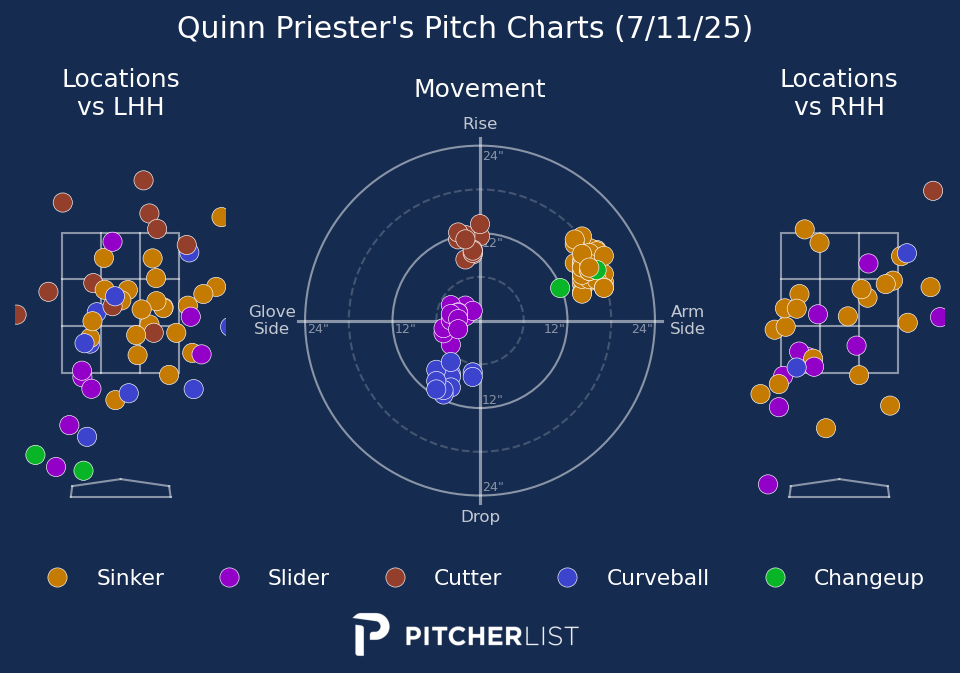 Quinn Priester's Pitch Charts (7/11/25)
Locations
vs LHH
Movement
Locations
vs RHH
Rise
24"
12"
Glove
Side
24"
12"
12"
24"
Arm
Side
12"
24"
Drop
Sinker
Slider
Cutter
Curveball
Changeup
PITCHERLIST